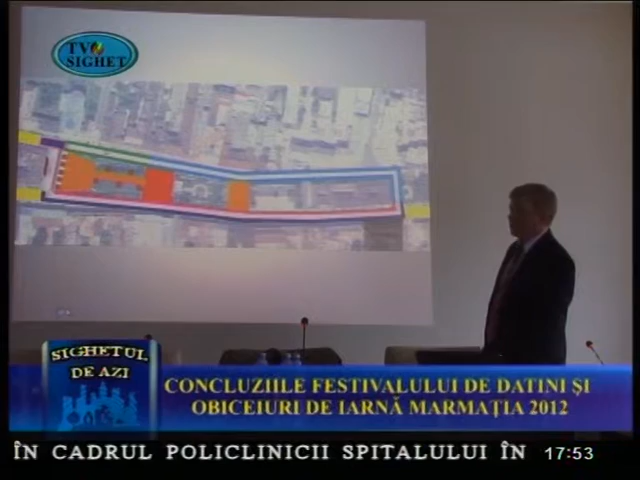 TV SIGHET
SIGHETUL
DE AZI
CONCLUZIILE FESTIVALULUI DE DATINI ȘI
OBICEIURI DE IARNĂ MARMAȚIA 2012
ÎN CADRUL POLICLINICII SPITALULUI ÎN 17:53